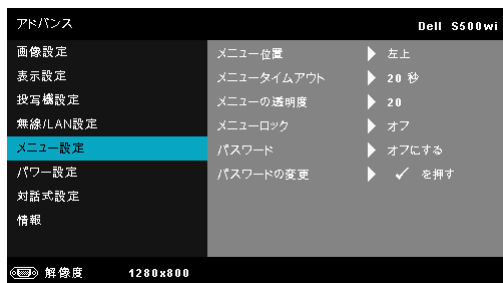 アドバンス Dell S500wi
画像設定
表示設定
投写機設定
無線/LAN設定
メニュー設定
パワー設定
対話式設定
情報
メニュー位置 左上
メニュータイムアウト 20 秒
メニューの透明度 20
メニューロック オフ
パスワード オフにする
パスワードの変更 ✓ を押す
解像度 1280x800